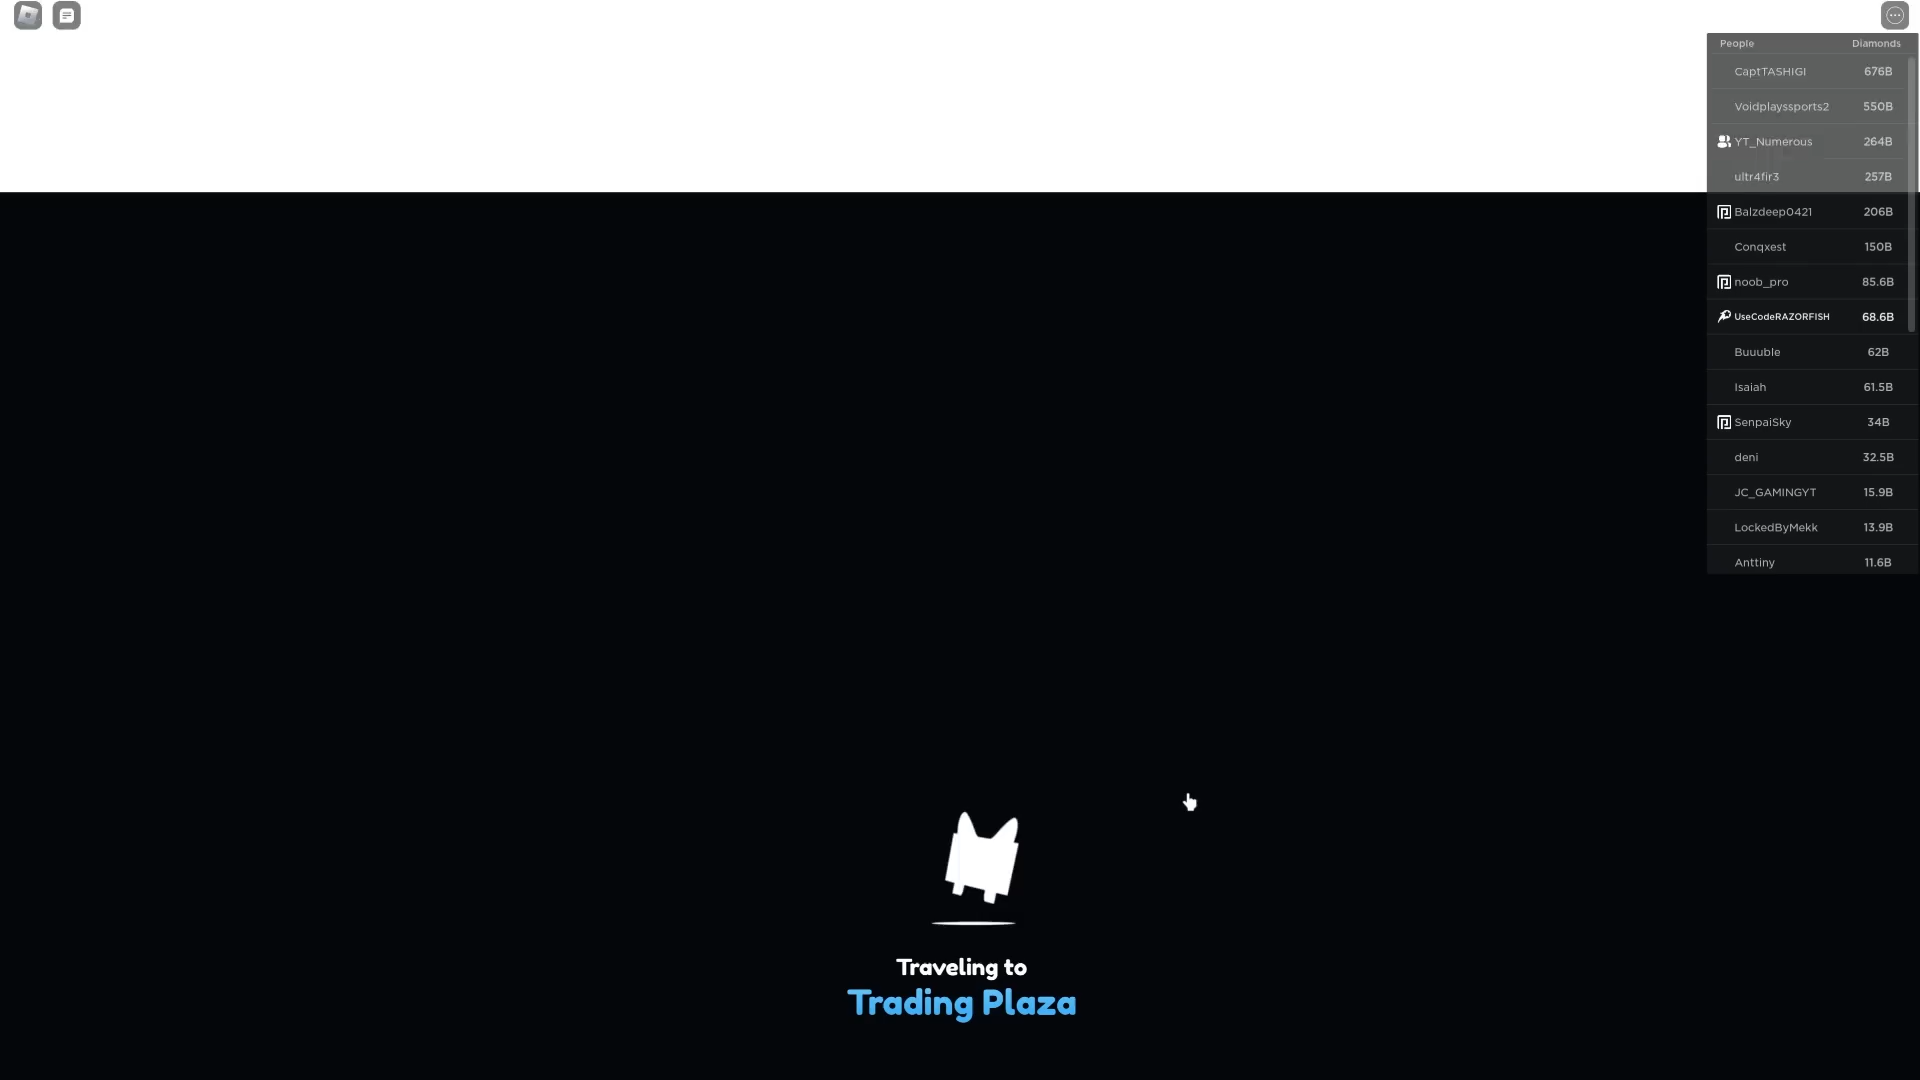 People Diamonds
CaptTASHIGI 676B
Voidplayssports2 550B
YT_Numerous 264B
ultr4fir3 257B
Balzdeep0421 206B
Conqxest 150B
noob_pro 85.6B
UseCodeRAZORFISH 68.6B
Buuuble 62B
Isaiah 61.5B
SenpaiSky 34B
deni 32.5B
JC_GAMINGYT 15.9B
LockedByMekk 13.9B
Anttiny 11.6B
Traveling to
Trading Plaza